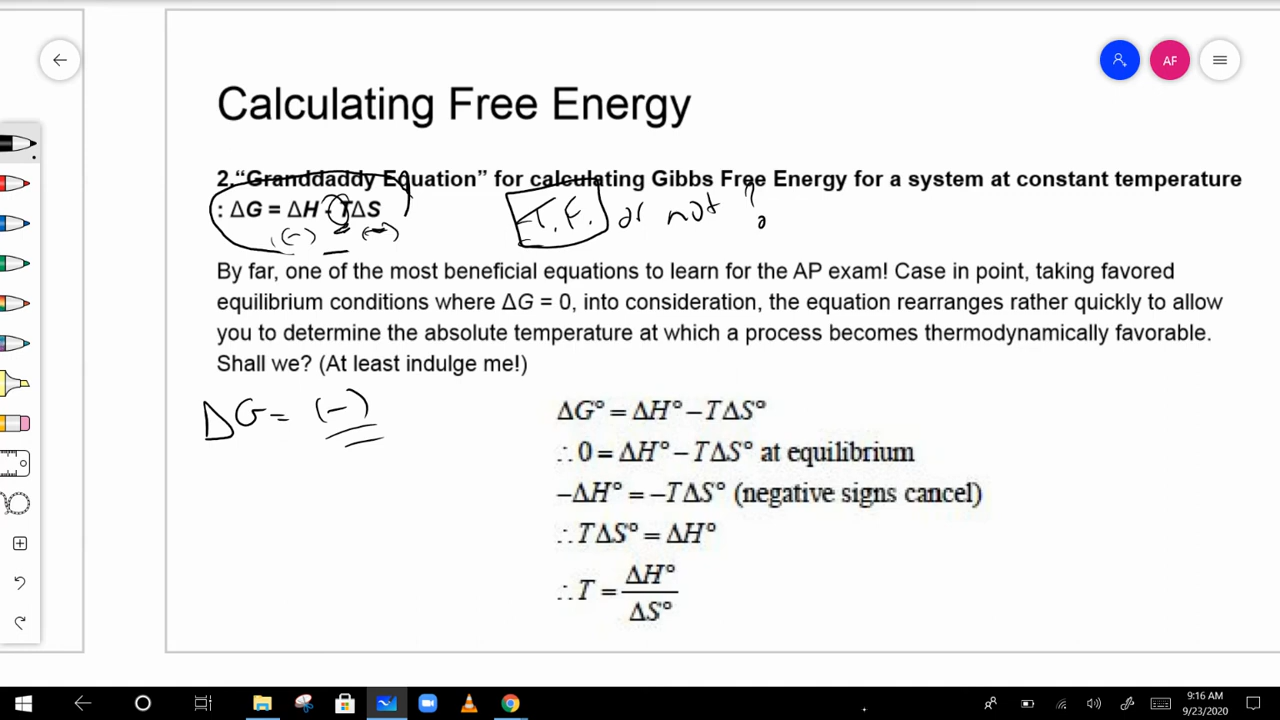 AF
Calculating Free Energy
2."Granddaddy Equation" for calculating Gibbs Free Energy for a system at constant temperature
: ΔG = ΔH - TΔS
(-)
T.F. or not ?
By far, one of the most beneficial equations to learn for the AP exam! Case in point, taking favored
equilibrium conditions where ΔG = 0, into consideration, the equation rearranges rather quickly to allow
you to determine the absolute temperature at which a process becomes thermodynamically favorable.
Shall we? (At least indulge me!)
ΔG = (-)
ΔG° = ΔH° – TΔS°
∴ 0 = ΔH° – TΔS° at equilibrium
–ΔH° = –TΔS° (negative signs cancel)
∴ TΔS° = ΔH°
∴ T = ΔH°
ΔS°
9:16 AM
9/23/2020